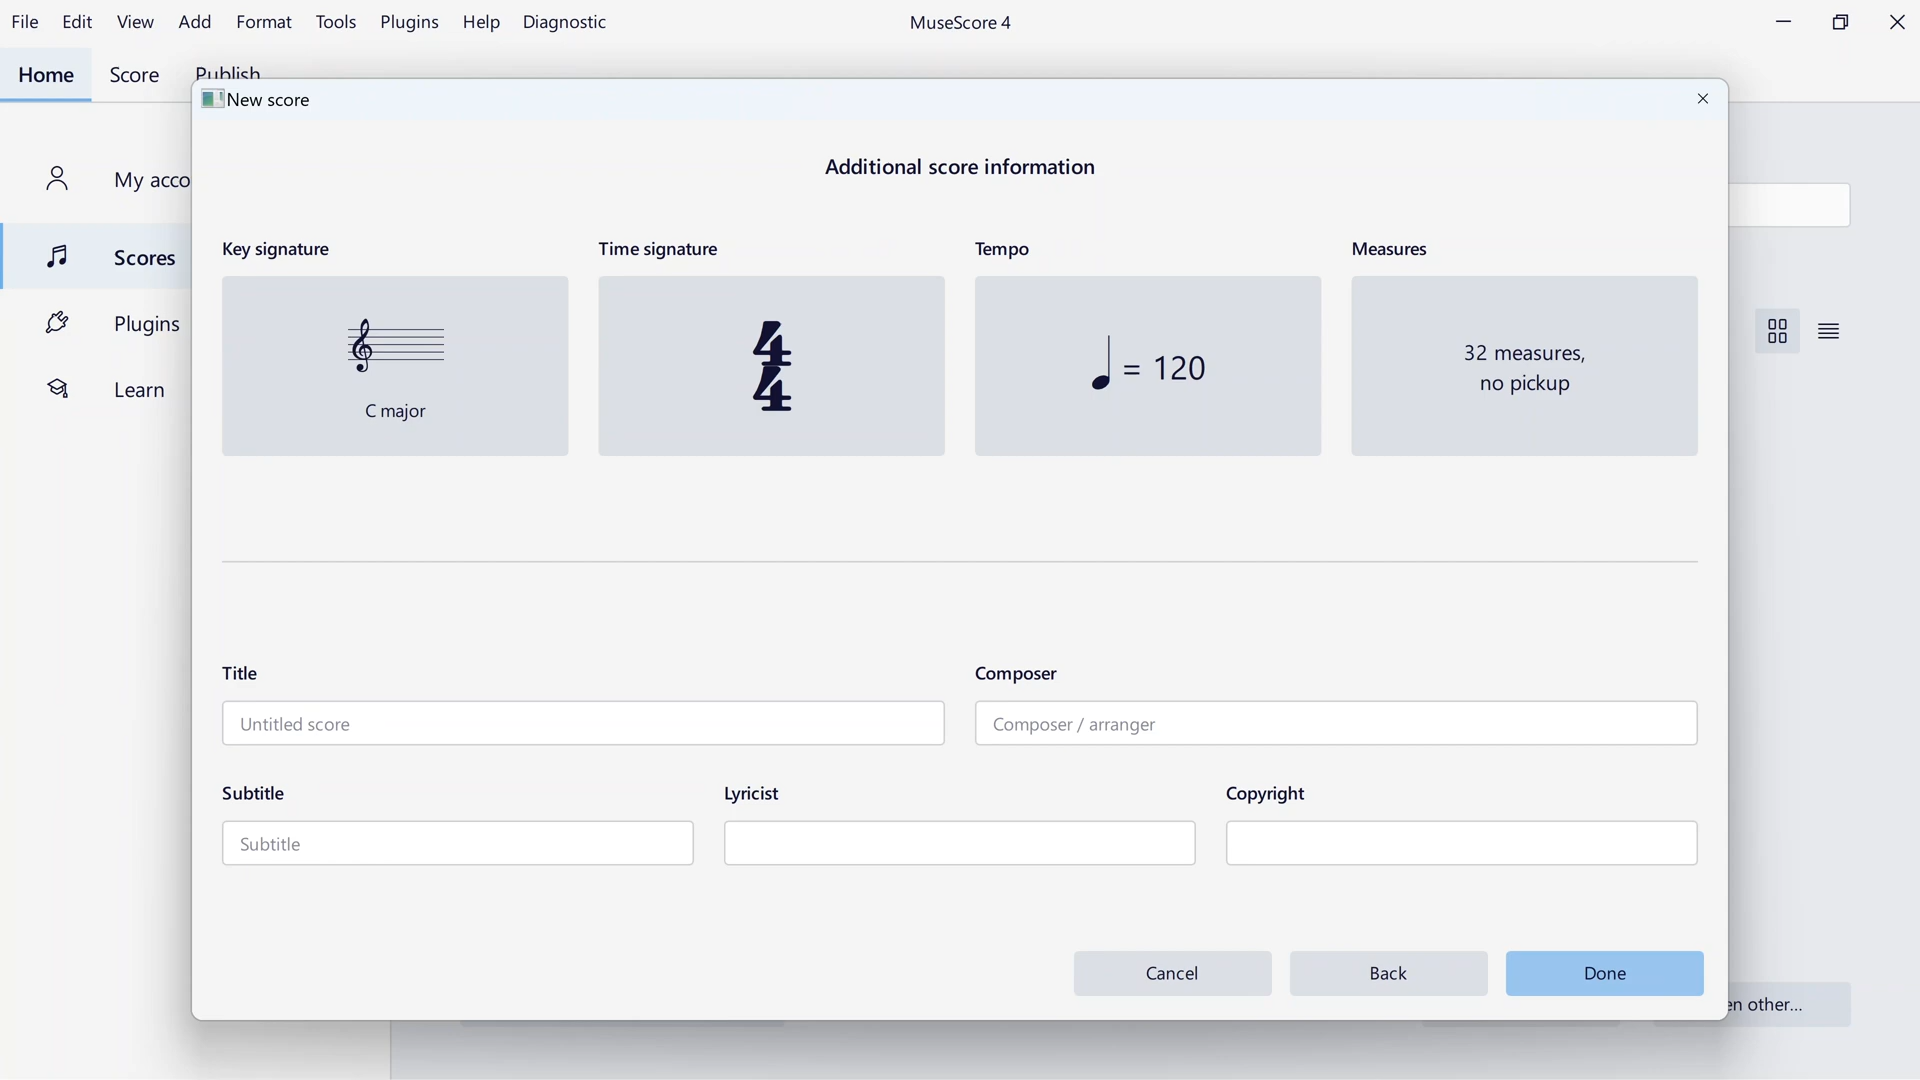 File Edit View Add Format Tools Plugins Help Diagnostic
MuseScore 4
Home Score Publish
New score
My acco
Scores
Plugins
Learn
Additional score information
Key signature
Time signature
Tempo
Measures
C major
4
4
= 120
32 measures,
no pickup
Title
Composer
Untitled score
Composer / arranger
Subtitle
Lyricist
Copyright
Subtitle
Cancel
Back
Done
en other...